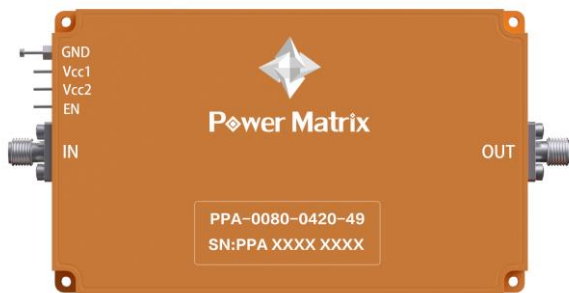 GND
Vcc1
Vcc2
EN
Power Matrix
IN
OUT
PPA-0080-0420-49
SN:PPA XXXX XXXX